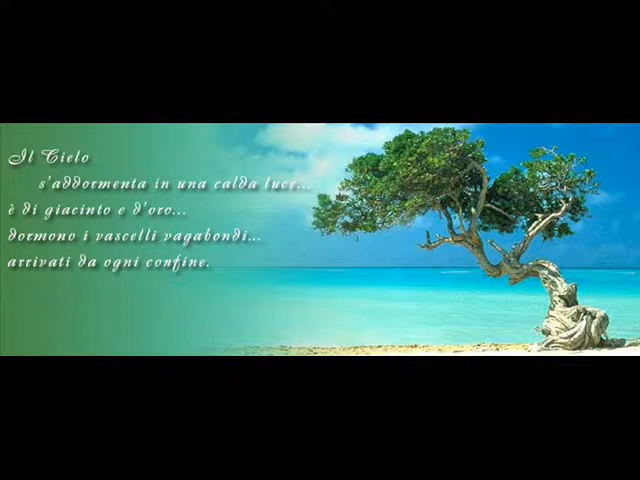 Il Cielo
s'addormenta in una calda luce...
è di giacinto e d'oro...
dormono i vascelli vagabondi...
arrivati da ogni confine.